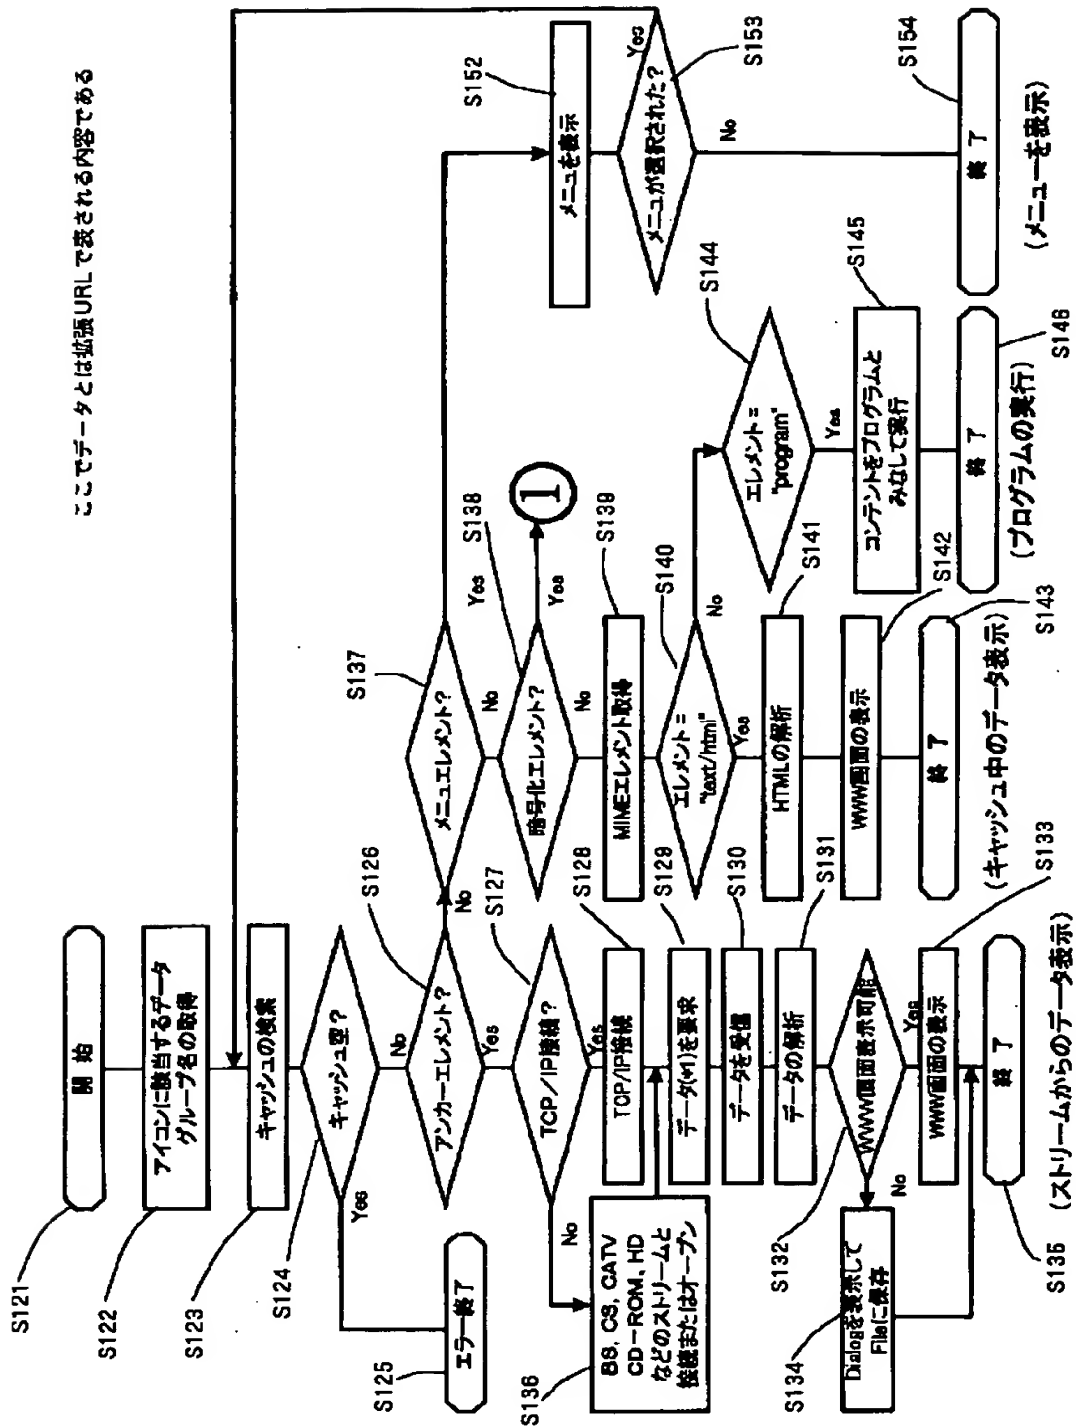 ここでデータとは拡張URLで表される内容である
S121
開 始
S122
アイコンに該当するデータ
グループ名の取得
S123
キャッシュの検索
S124
キャッシュ空?
Yes
No
S125
エラー終了
S126
アンカーエレメント?
No
Yes
S127
TCP/IP接続?
No
Yes
S136
BS, CS, CATV
CD-ROM, HD
などのストリームと
接続またはオープン
S128
TCP/IP接続
S129
データ(*1)を要求
S130
データを受信
S131
データの解析
S132
WWW画面表示可能
No
Yes
S134
Dialogを表示して
Fileに保存
S133
WWW画面の表示
S135
終 了
(ストリームからのデータ表示)
S137
メニュエレメント?
Yes
No
S138
暗号化エレメント?
Yes
No
1
S139
MIMEエレメント取得
S140
エレメント=
"text/html"
No
Yes
S141
HTMLの解析
S142
WWW画面の表示
S143
終 了
(キャッシュ中のデータ表示)
S144
エレメント=
"program"
Yes
S145
コンテントをプログラムと
みなして実行
S146
終 了
(プログラムの実行)
S152
メニュを表示
S153
メニュが選択された?
Yes
No
S154
終 了
(メニューを表示)